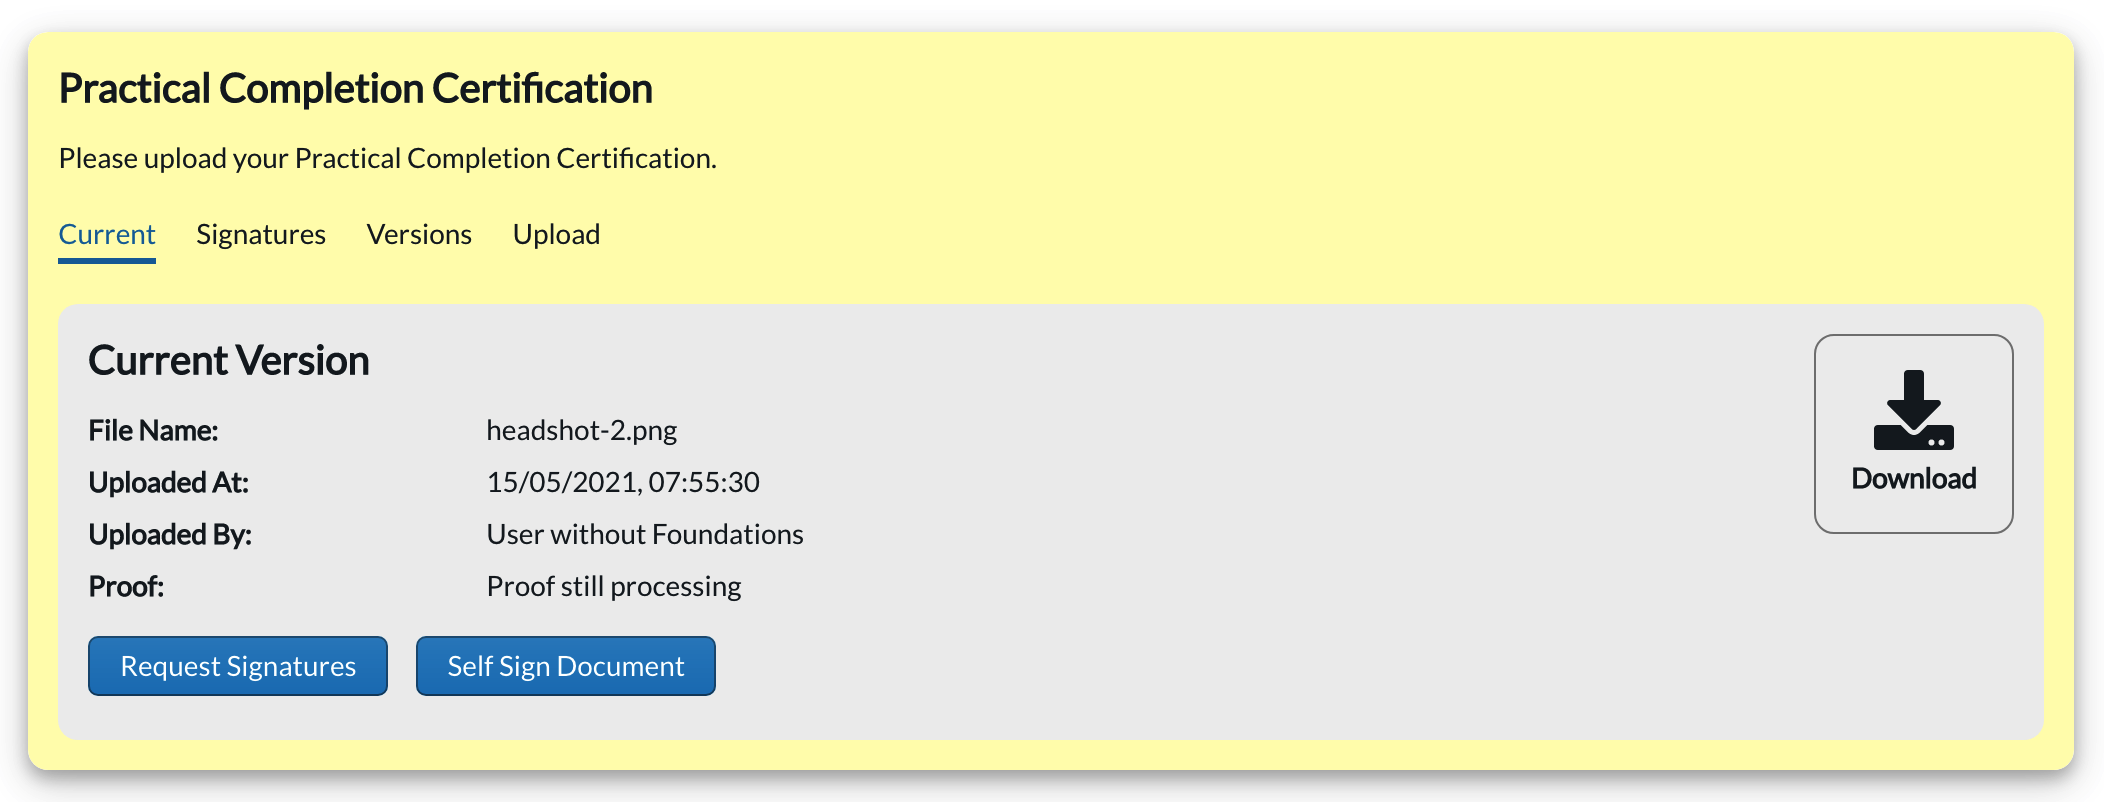 Practical Completion Certification
Please upload your Practical Completion Certification.
Current Signatures Versions Upload
Current Version
File Name: headshot-2.png
Uploaded At: 15/05/2021, 07:55:30
Uploaded By: User without Foundations
Proof: Proof still processing
Download
Request Signatures Self Sign Document